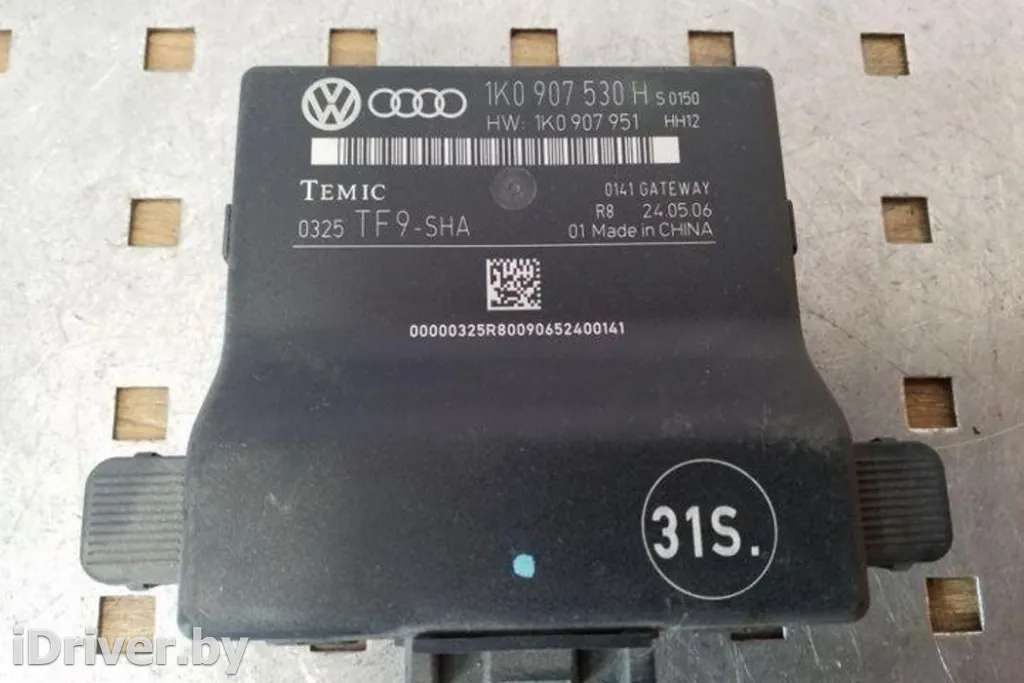 1K0 907 530 H S 0150
HW: 1K0 907 951 HH12
TEMIC
0141 GATEWAY
R8 24.05.06
0325 TF9-SHA
01 Made in CHINA
00000325R80090652400141
31S.
iDriver.by